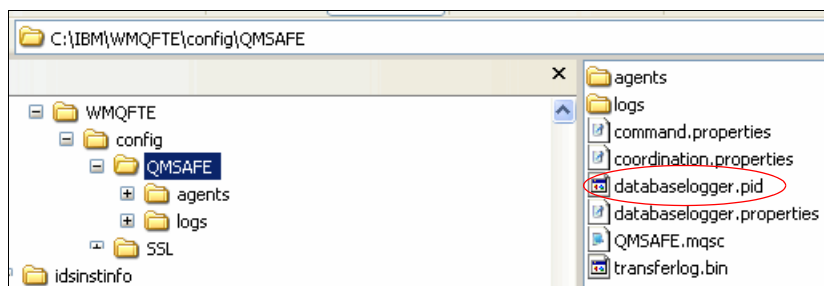 C:\IBM\WMQFTE\config\QMSAFE
WMQFTE
config
QMSAFE
agents
logs
SSL
idsinstinfo
agents
logs
command.properties
coordination.properties
databaselogger.pid
databaselogger.properties
QMSAFE.mqsc
transferlog.bin